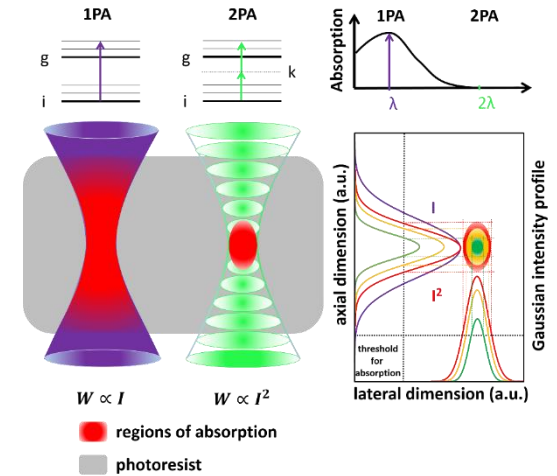 1PA
2PA
g
i
g
i
k
W ∝ I
W ∝ I²
regions of absorption
photoresist
1PA
2PA
Absorption
λ
2λ
axial dimension (a.u.)
I
I²
threshold
for
absorption
lateral dimension (a.u.)
Gaussian intensity profile